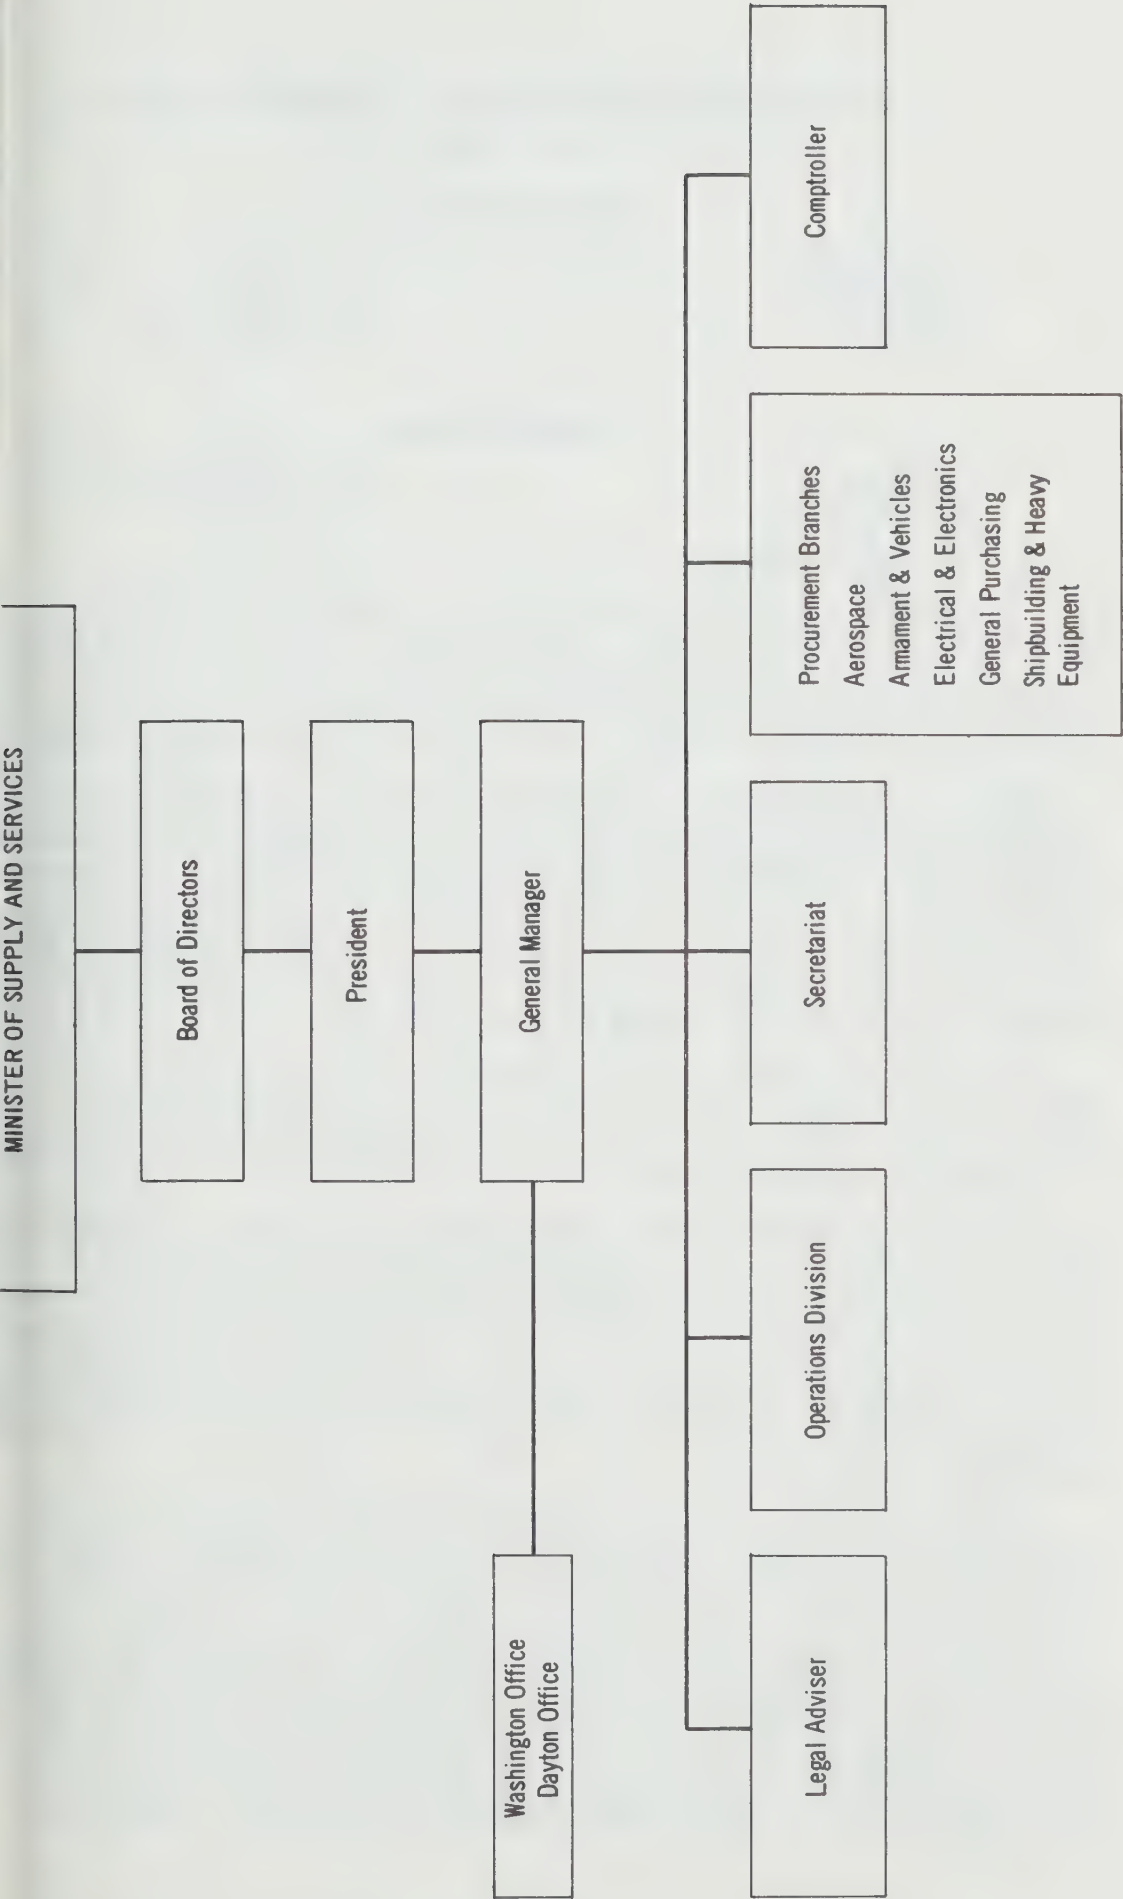 MINISTER OF SUPPLY AND SERVICES
Board of Directors
President
General Manager
Washington Office
Dayton Office
Legal Adviser
Operations Division
Secretariat
Procurement Branches
Aerospace
Armament & Vehicles
Electrical & Electronics
General Purchasing
Shipbuilding & Heavy
Equipment
Comptroller